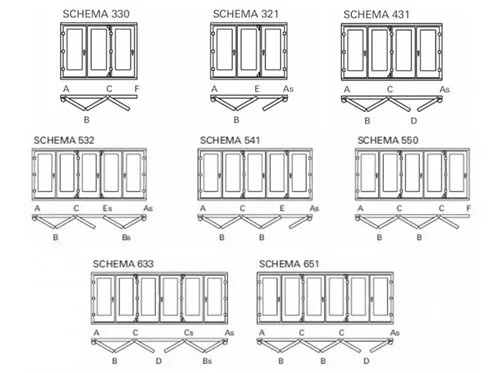 SCHEMA 330 SCHEMA 321 SCHEMA 431
A C F A E As A C As
B B B D
SCHEMA 532 SCHEMA 541 SCHEMA 550
A C Es As A C E As A C C F
B Bs B B B B
SCHEMA 633 SCHEMA 651
A C Cs As A C C As
B D Bs B B D